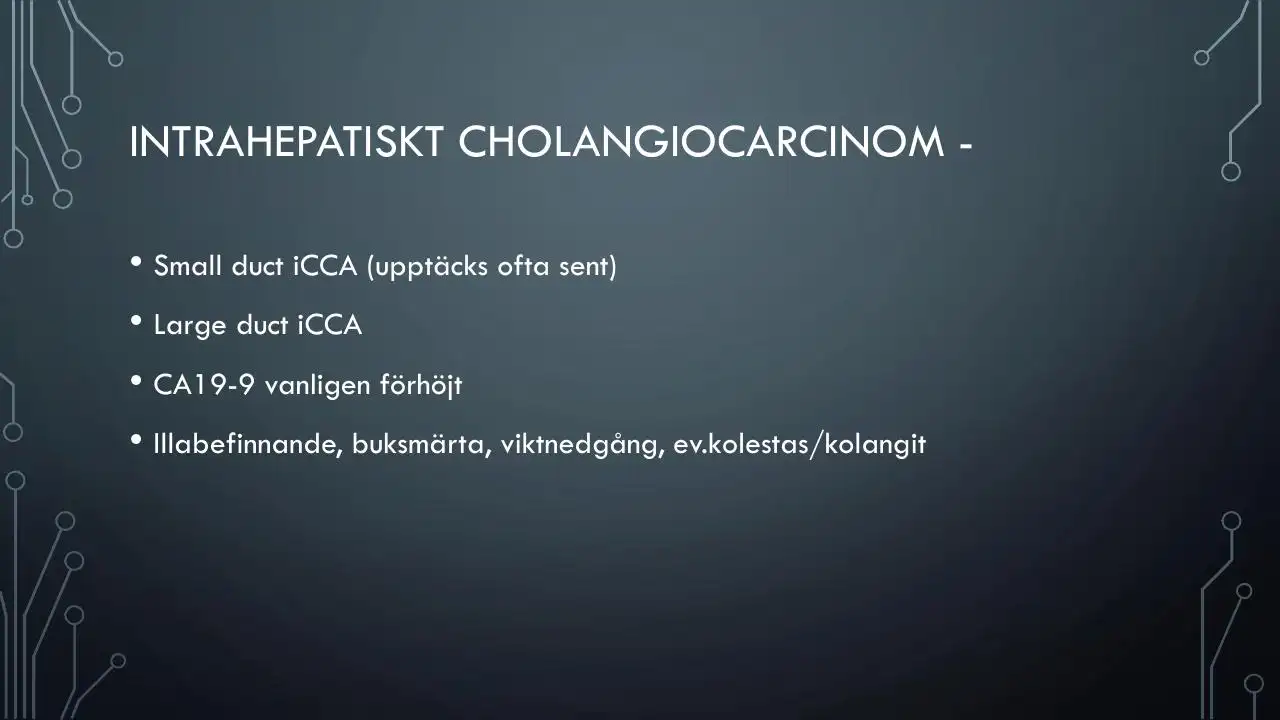 INTRAHEPATISKT CHOLANGIOCARCINOM -
• Small duct iCCA (upptäcks ofta sent)
• Large duct iCCA
• CA19-9 vanligen förhöjt
• Illabefinnande, buksmärta, viktnedgång, ev.kolestas/kolangit